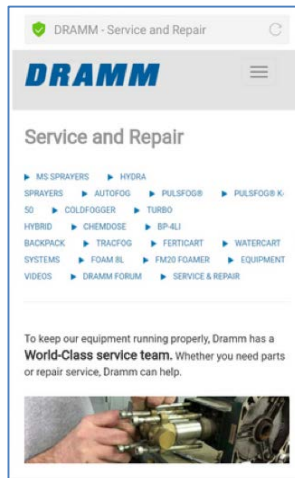 DRAMM - Service and Repair
DRAMM
Service and Repair
▶ MS SPRAYERS ▶ HYDRA
SPRAYERS ▶ AUTOFOG ▶ PULSFOG® ▶ PULSFOG® K-
50 ▶ COLDFOGGER ▶ TURBO
HYBRID ▶ CHEMDOSE ▶ BP-4LI
BACKPACK ▶ TRACFOG ▶ FERTICART ▶ WATERCART
SYSTEMS ▶ FOAM 8L ▶ FM20 FOAMER ▶ EQUIPMENT
VIDEOS ▶ DRAMM FORUM ▶ SERVICE & REPAIR
To keep our equipment running properly, Dramm has a
World-Class service team. Whether you need parts
or repair service, Dramm can help.